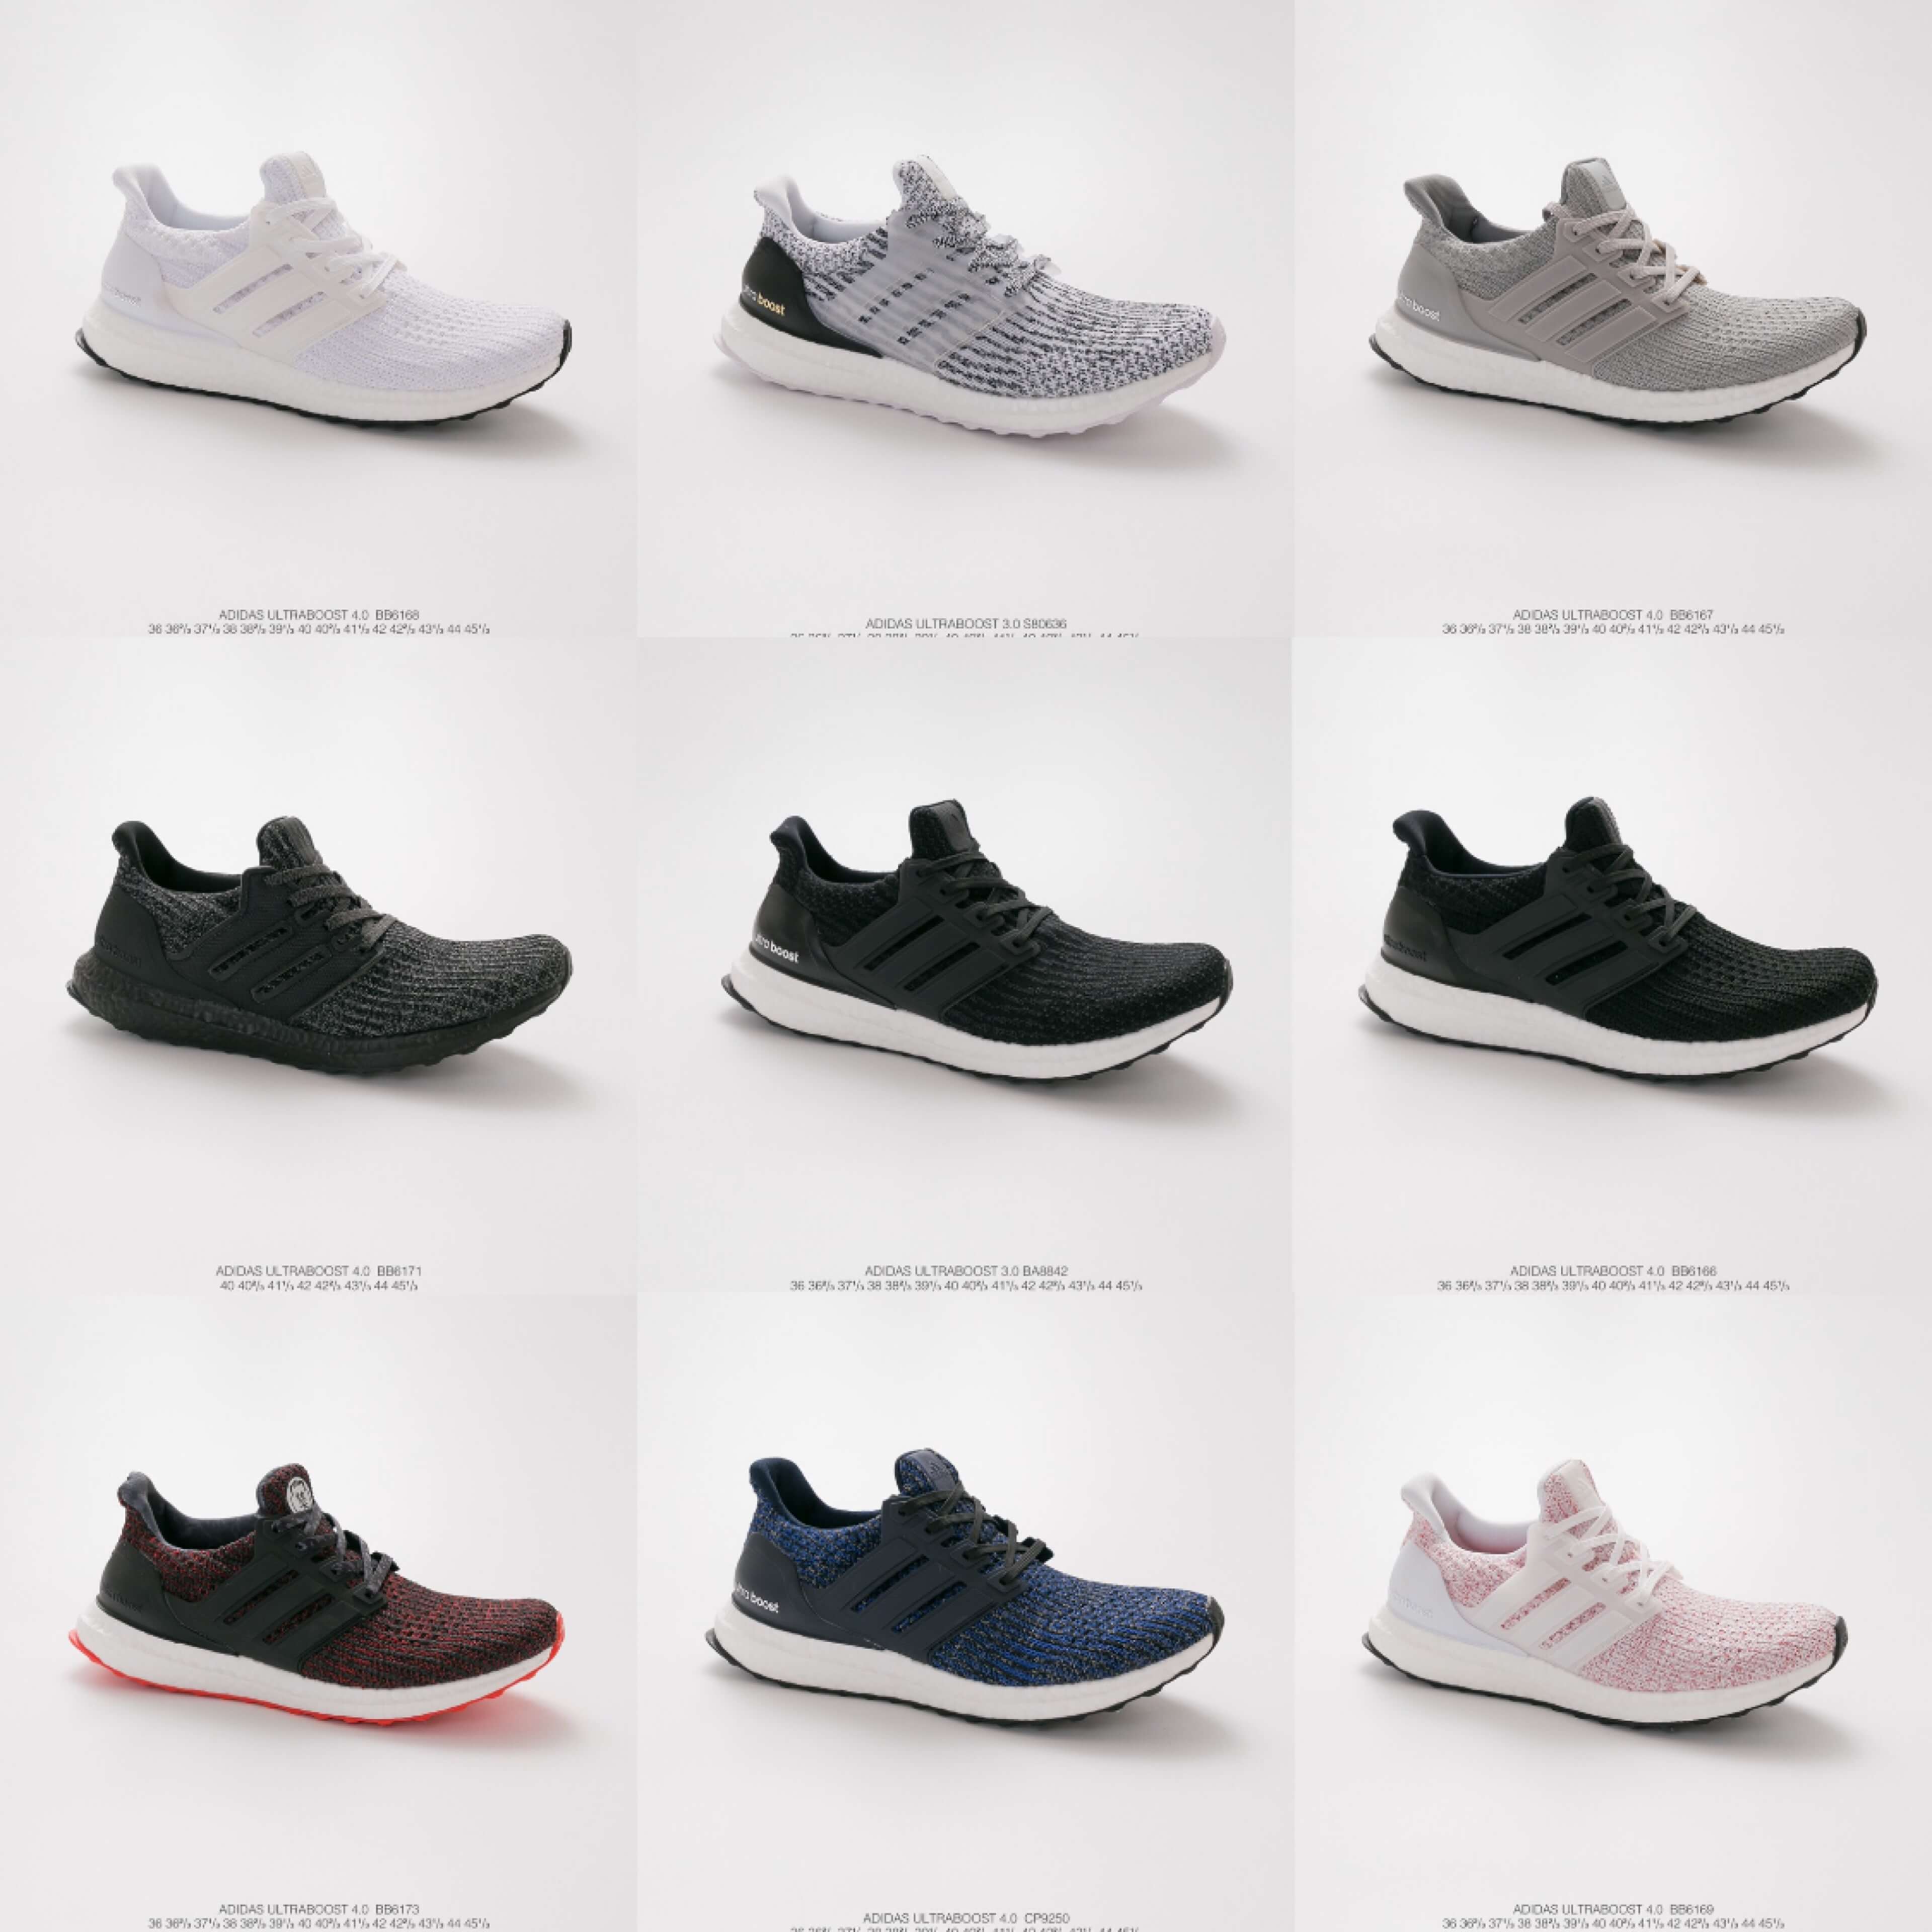 ultraboost
ADIDAS ULTRABOOST 4.0 BB6168
36 36⅔ 37⅓ 38 38⅔ 39⅓ 40 40⅔ 41⅓ 42 42⅔ 43⅓ 44 45⅓
boost
ADIDAS ULTRABOOST 3.0 S80636
boost
ADIDAS ULTRABOOST 4.0 BB6167
36 36⅔ 37⅓ 38 38⅔ 39⅓ 40 40⅔ 41⅓ 42 42⅔ 43⅓ 44 45⅓
ADIDAS ULTRABOOST 4.0 BB6171
40 40⅔ 41⅓ 42 42⅔ 43⅓ 44 45⅓
boost
ADIDAS ULTRABOOST 3.0 BA8842
36 36⅔ 37⅓ 38 38⅔ 39⅓ 40 40⅔ 41⅓ 42 42⅔ 43⅓ 44 45⅓
ADIDAS ULTRABOOST 4.0 BB6166
36 36⅔ 37⅓ 38 38⅔ 39⅓ 40 40⅔ 41⅓ 42 42⅔ 43⅓ 44 45⅓
ADIDAS ULTRABOOST 4.0 BB6173
36 36⅔ 37⅓ 38 38⅔ 39⅓ 40 40⅔ 41⅓ 42 42⅔ 43⅓ 44 45⅓
boost
ADIDAS ULTRABOOST 4.0 CP9250
ADIDAS ULTRABOOST 4.0 BB6169
36 36⅔ 37⅓ 38 38⅔ 39⅓ 40 40⅔ 41⅓ 42 42⅔ 43⅓ 44 45⅓